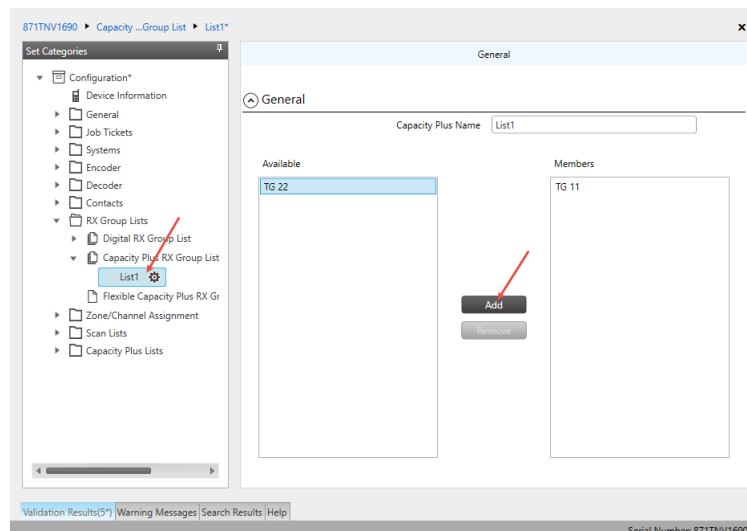 871TNV1690 Capacity ...Group List List1*
x
Set Categories
Configuration*
Device Information
General
Job Tickets
Systems
Encoder
Decoder
Contacts
RX Group Lists
Digital RX Group List
Capacity Plus RX Group List
List1
Flexible Capacity Plus RX Gr
Zone/Channel Assignment
Scan Lists
Capacity Plus Lists
General
General
Capacity Plus Name List1
Available Members
TG 22 TG 11
Add
Remove
Validation Results(5*) Warning Messages Search Results Help
Serial Number 871TNV1690